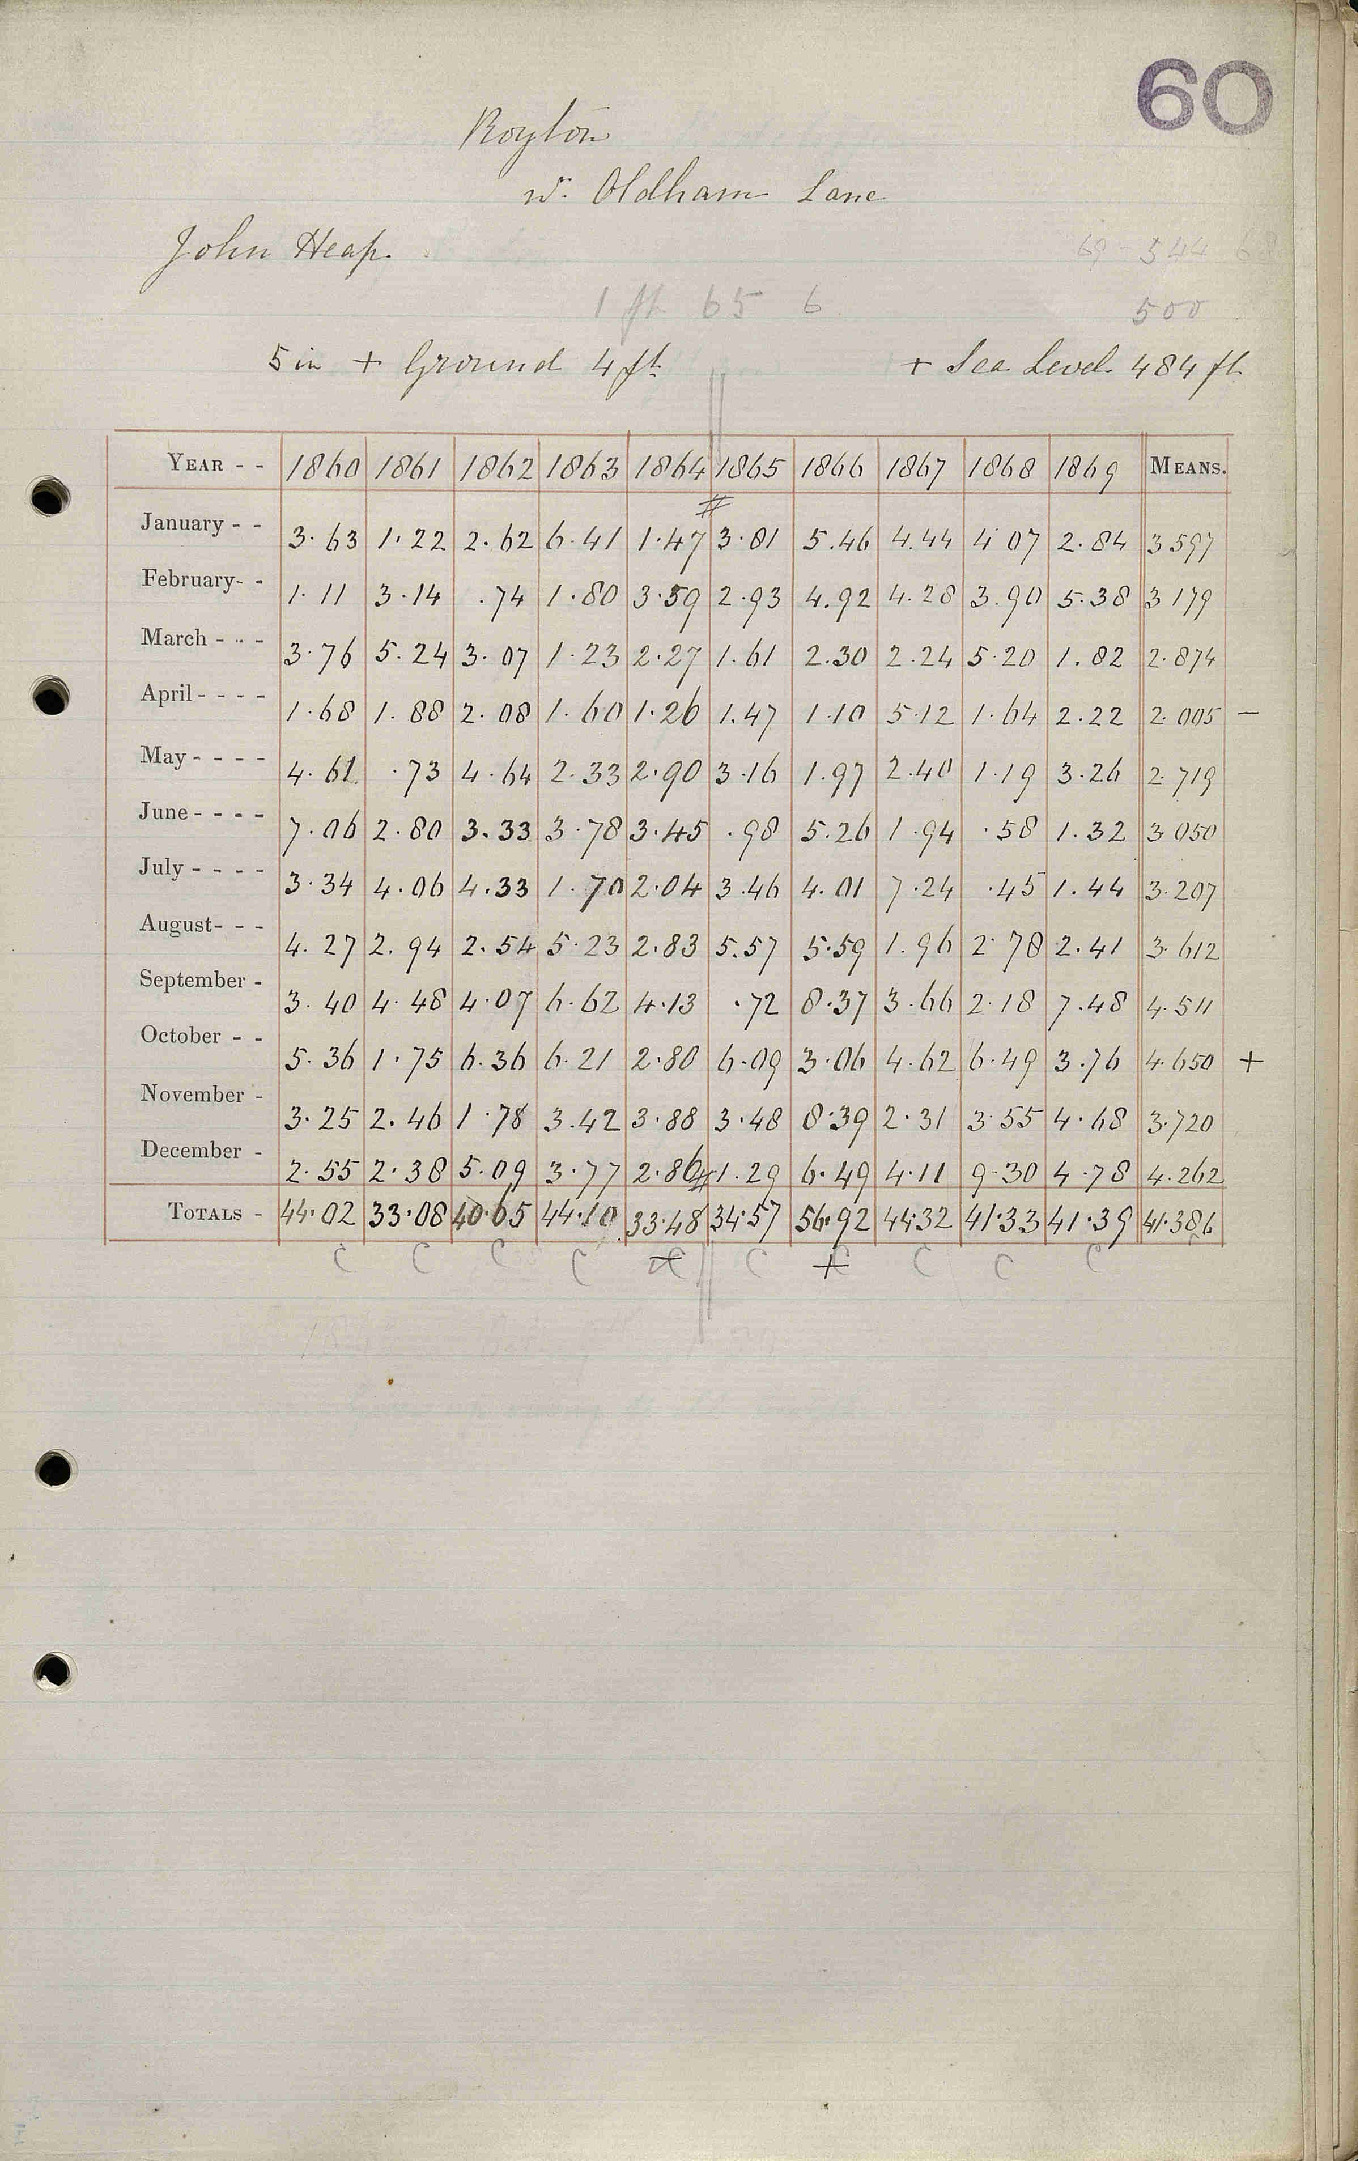 60
Royton
w. Oldham Lane
John Heap.
69 - 544 68
1 ft 65 6 500
5 in + Ground 4 ft + Sea Level 484 ft
YEAR - - 1860 1861 1862 1863 1864 1865 1866 1867 1868 1869 MEANS.
January - - 3.63 1.22 2.62 6.41 1.47 3.81 5.46 4.44 4.07 2.84 3.597
February- - 1.11 3.14 .74 1.80 3.59 2.93 4.92 4.28 3.90 5.38 3.179
March - - - 3.76 5.24 3.07 1.23 2.27 1.61 2.30 2.24 5.20 1.82 2.874
April - - - - 1.68 1.88 2.08 1.60 1.26 1.47 1.10 5.12 1.64 2.22 2.005 —
May - - - - 4.61 .73 4.64 2.33 2.90 3.16 1.97 2.40 1.19 3.26 2.719
June - - - - 7.06 2.80 3.33 3.78 3.45 .98 5.26 1.94 .58 1.32 3.050
July - - - - 3.34 4.06 4.33 1.70 2.04 3.46 4.01 7.24 .45 1.44 3.207
August- - - 4.27 2.94 2.54 5.23 2.83 5.57 5.59 1.96 2.78 2.41 3.612
September - 3.40 4.48 4.07 6.62 4.13 .72 8.37 3.66 2.18 7.48 4.511
October - - 5.36 1.75 6.36 6.21 2.80 6.09 3.06 4.62 6.49 3.76 4.650 +
November - 3.25 2.46 1.78 3.42 3.88 3.48 8.39 2.31 3.55 4.68 3.720
December - 2.55 2.38 5.09 3.77 2.86 1.29 6.49 4.11 9.30 4.78 4.262
TOTALS - 44.02 33.08 40.65 44.10 33.48 34.57 56.92 44.32 41.33 41.39 41.386
C C C C C C C C C C